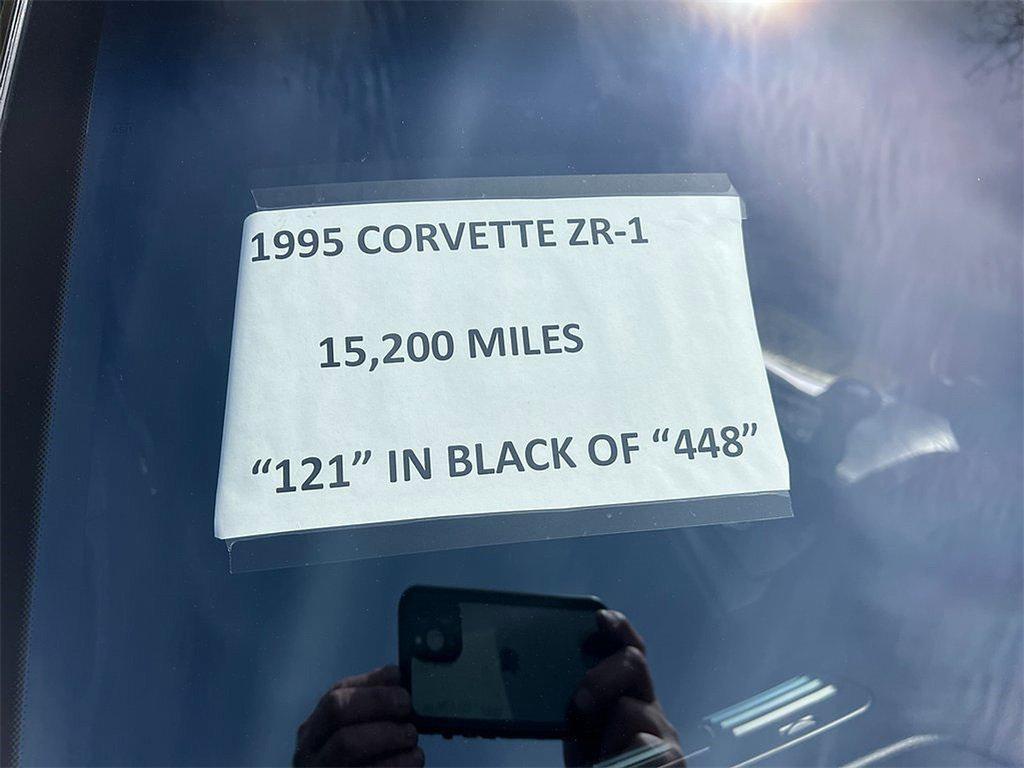 1995 CORVETTE ZR-1
15,200 MILES
“121” IN BLACK OF “448”